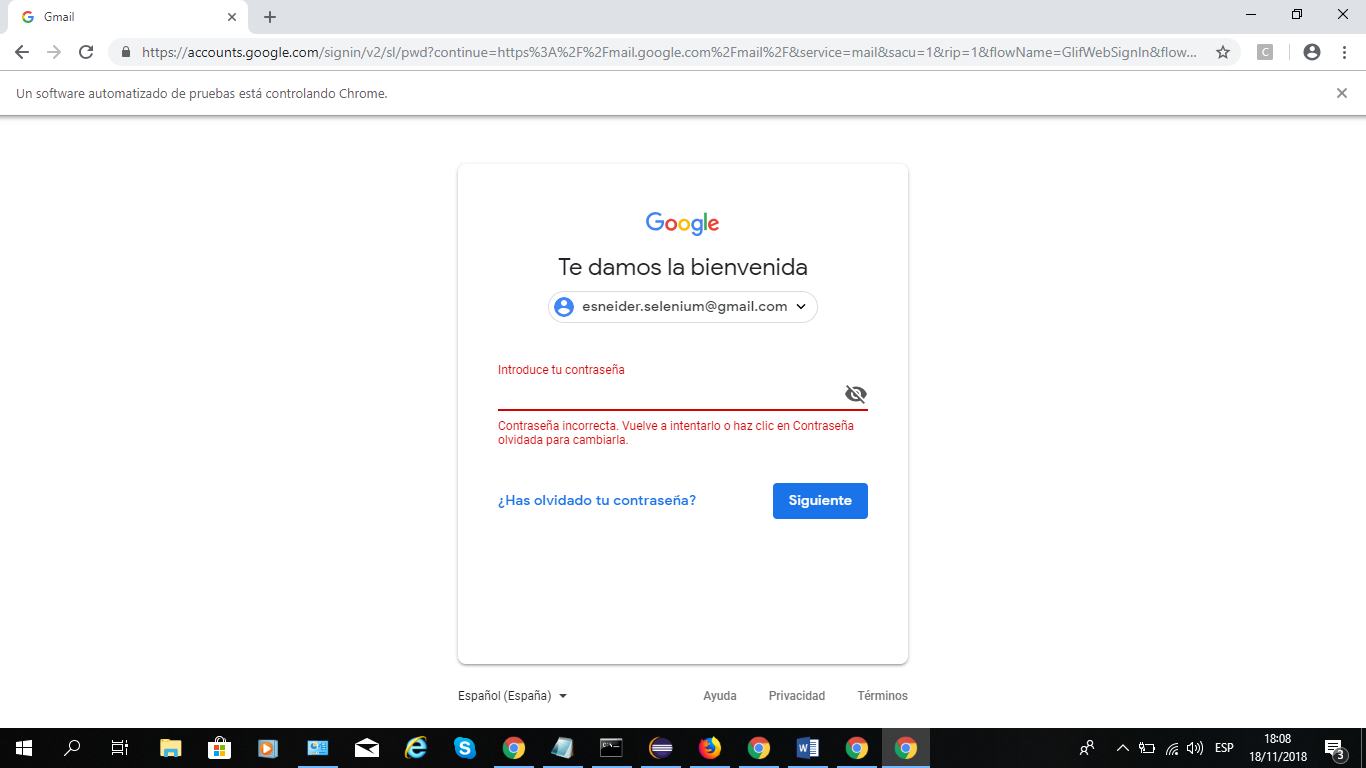 Gmail
https://accounts.google.com/signin/v2/sl/pwd?continue=https%3A%2F%2Fmail.google.com%2Fmail%2F&service=mail&sacu=1&rip=1&flowName=GlifWebSignIn&flow...
C
Un software automatizado de pruebas está controlando Chrome.
Google
Te damos la bienvenida
esneider.selenium@gmail.com
Introduce tu contraseña
Contraseña incorrecta. Vuelve a intentarlo o haz clic en Contraseña
olvidada para cambiarla.
¿Has olvidado tu contraseña?
Siguiente
Español (España)
Ayuda
Privacidad
Términos
ESP
18:08
18/11/2018
3